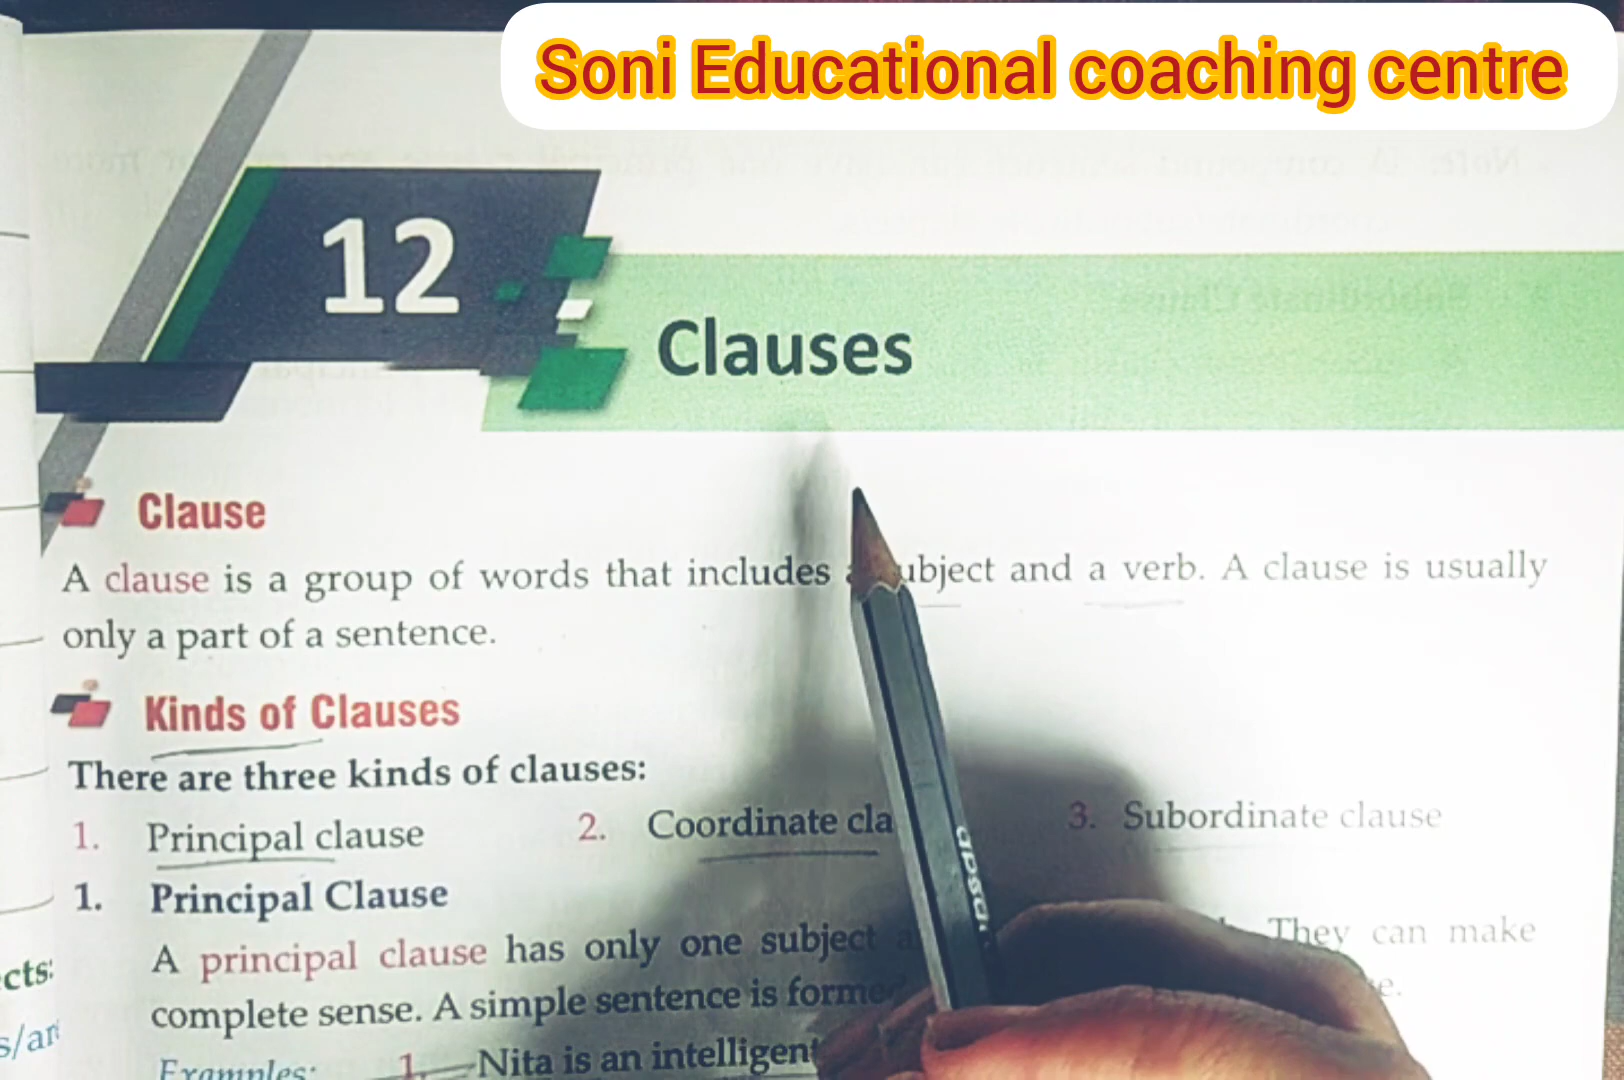 Soni Educational coaching centre
12
Clauses
Clause
A clause is a group of words that includes ubject and a verb. A clause is usually
only a part of a sentence.
Kinds of Clauses
There are three kinds of clauses:
1. Principal clause 2. Coordinate cla 3. Subordinate clause
1. Principal Clause
A principal clause has only one subject They can make
complete sense. A simple sentence is forme
Examples: 1. Nita is an intelligent
cts:
s/an